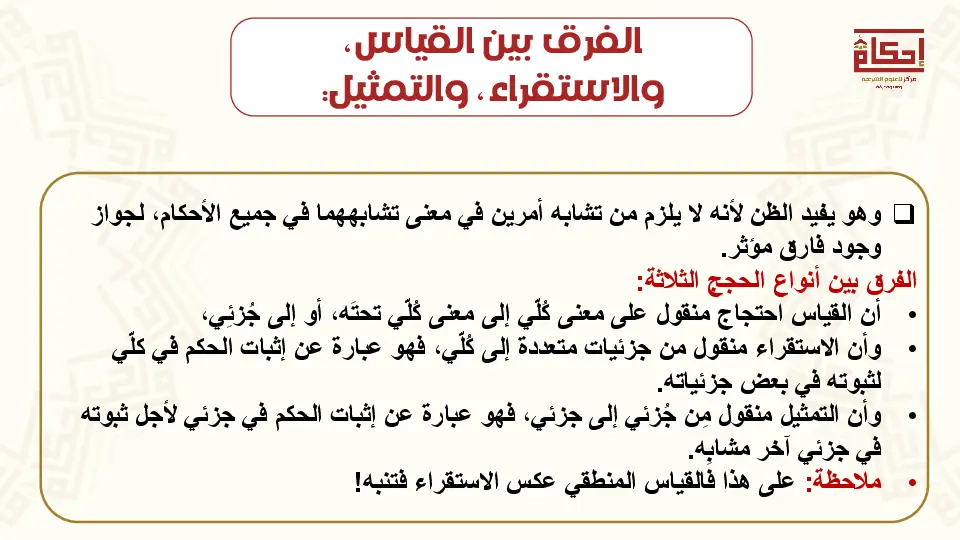 الفرق بين القياس،
والاستقراء، والتمثيل:
إحكام
مركز للعلوم الشرعية
وهو يفيد الظن لأنه لا يلزم من تشابه أمرين في معنى تشابههما في جميع الأحكام، لجواز
وجود فارق مؤثر.
الفرق بين أنواع الحجج الثلاثة:
• أن القياس احتجاج منقول على معنى كُلّي إلى معنى كُلّي تحتَه، أو إلى جُزئِي،
• وأن الاستقراء منقول من جزئيات متعددة إلى كُلّي، فهو عبارة عن إثبات الحكم في كلّي
لثبوته في بعض جزئياته.
• وأن التمثيل منقول مِن جُزئي إلى جزئي، فهو عبارة عن إثبات الحكم في جزئي لأجل ثبوته
في جزئي آخر مشابِه.
• ملاحظة: على هذا فالقياس المنطقي عكس الاستقراء فتنبه!